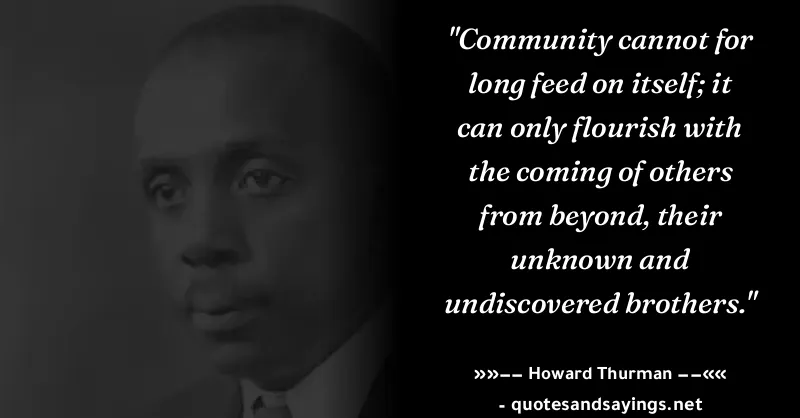 "Community cannot for
long feed on itself; it
can only flourish with
the coming of others
from beyond, their
unknown and
undiscovered brothers."
»»–– Howard Thurman ––««
- quotesandsayings.net